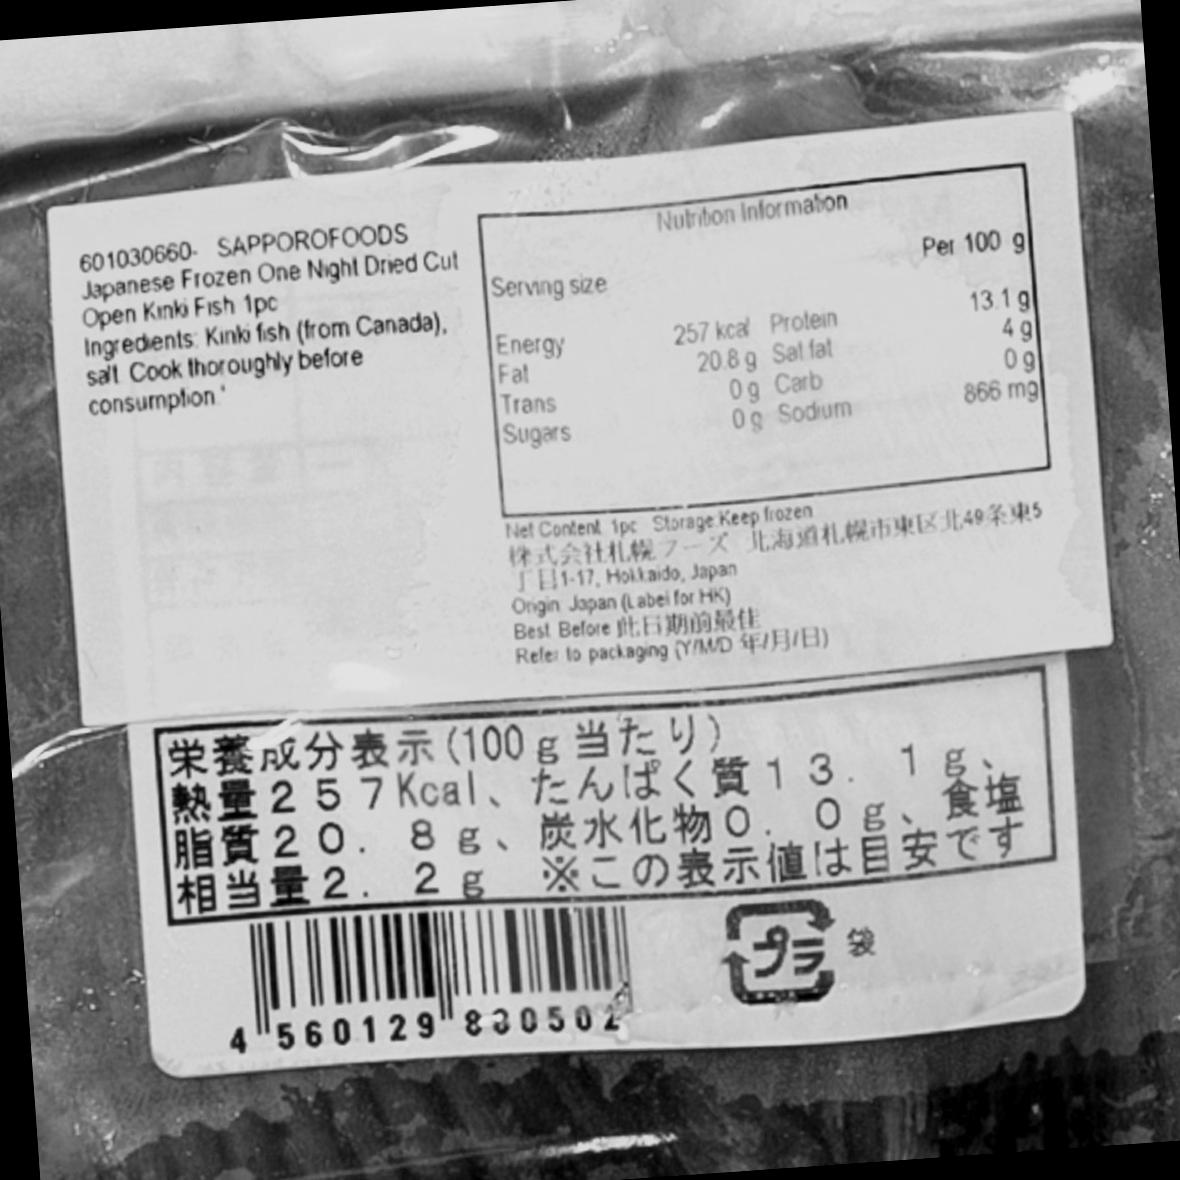 601030660- SAPPOROFOODS
Japanese Frozen One Night Dried Cut
Open Kinki Fish 1pc
Ingredients: Kinki fish (from Canada),
salt. Cook thoroughly before
consumption.
Nutrition Information
Per 100 g
Serving size
Energy 257 kcal Protein 13.1 g
Fat 20.8 g Sat fat 4 g
Trans 0 g Carb 0 g
Sugars 0 g Sodium 866 mg
Net Content. 1pc Storage:Keep frozen
株式会社札幌フーズ 北海道札幌市東区北49条東5
丁目1-17, Hokkaido, Japan
Origin: Japan (Label for HK)
Best Before 此日期前最佳
Refer to packaging (Y/M/D 年/月/日)
栄養成分表示(100g当たり)
熱量257Kcal、たんぱく質13.1g、
脂質20.8g、炭水化物0.0g、食塩
相当量2.2g ※この表示値は目安です
4 560129 830502
プラ 袋